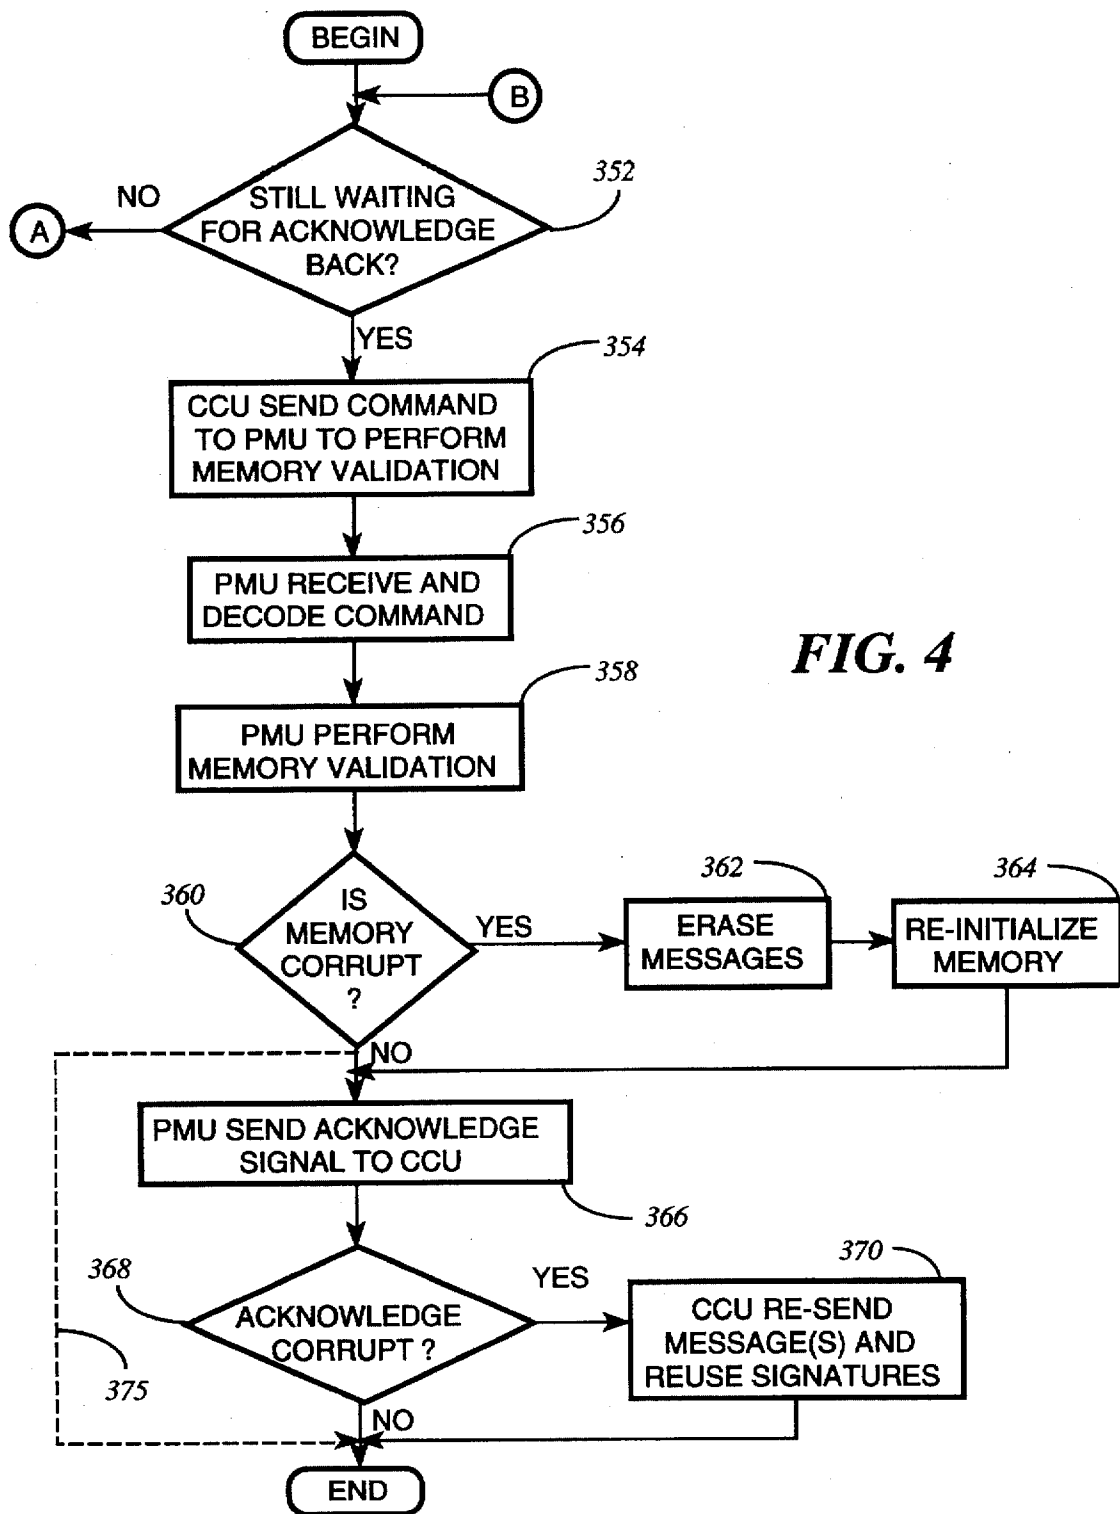 BEGIN
B
352
NO
STILL WAITING
FOR ACKNOWLEDGE
BACK?
A
YES
354
CCU SEND COMMAND
TO PMU TO PERFORM
MEMORY VALIDATION
356
PMU RECEIVE AND
DECODE COMMAND
FIG. 4
358
PMU PERFORM
MEMORY VALIDATION
360
IS
MEMORY
CORRUPT
?
YES
362
ERASE
MESSAGES
364
RE-INITIALIZE
MEMORY
NO
PMU SEND ACKNOWLEDGE
SIGNAL TO CCU
366
368
ACKNOWLEDGE
CORRUPT ?
YES
370
CCU RE-SEND
MESSAGE(S) AND
REUSE SIGNATURES
375
NO
END